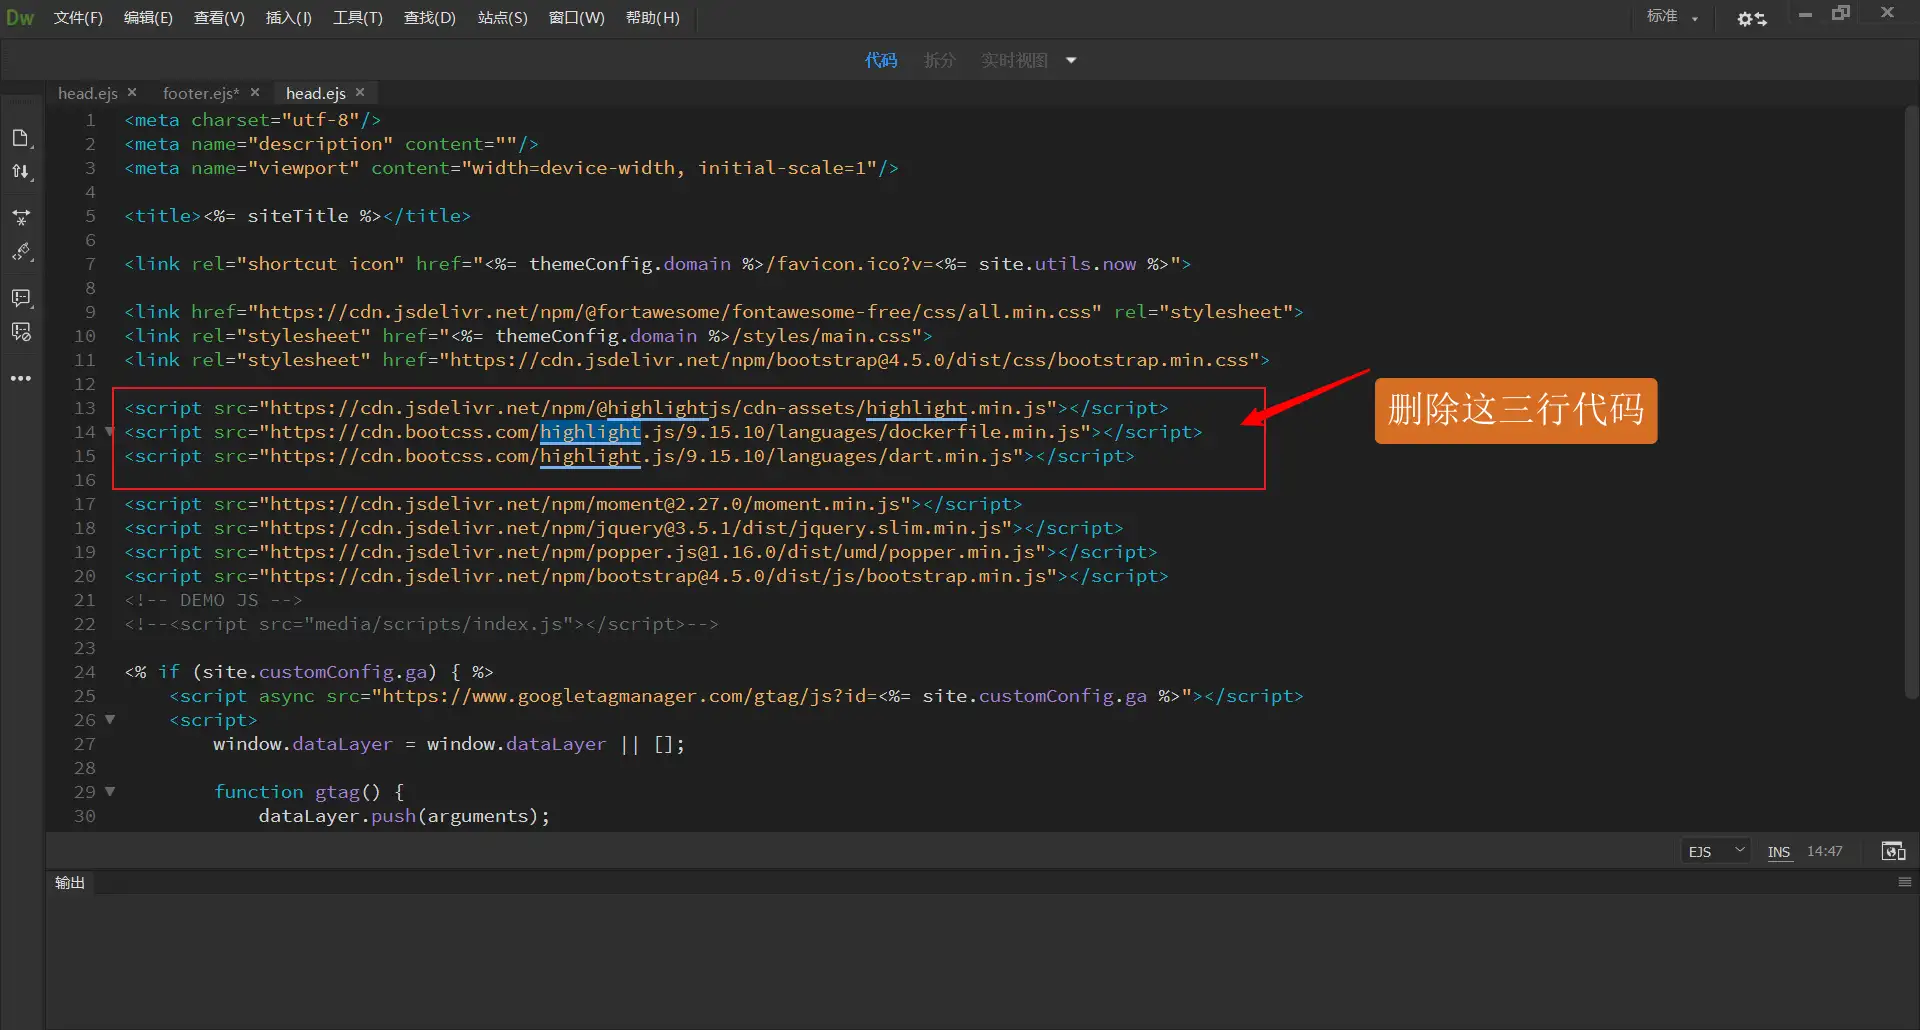 Dw 文件(F) 编辑(E) 查看(V) 插入(I) 工具(T) 查找(D) 站点(S) 窗口(W) 帮助(H) 标准
代码 拆分 实时视图
head.ejs × footer.ejs* × head.ejs ×
1 <meta charset="utf-8"/>
2 <meta name="description" content=""/>
3 <meta name="viewport" content="width=device-width, initial-scale=1"/>
4
5 <title><%= siteTitle %></title>
6
7 <link rel="shortcut icon" href="<%= themeConfig.domain %>/favicon.ico?v=<%= site.utils.now %>">
8
9 <link href="https://cdn.jsdelivr.net/npm/@fortawesome/fontawesome-free/css/all.min.css" rel="stylesheet">
10 <link rel="stylesheet" href="<%= themeConfig.domain %>/styles/main.css">
11 <link rel="stylesheet" href="https://cdn.jsdelivr.net/npm/bootstrap@4.5.0/dist/css/bootstrap.min.css">
12
13 <script src="https://cdn.jsdelivr.net/npm/@highlightjs/cdn-assets/highlight.min.js"></script>
14 <script src="https://cdn.bootcss.com/highlight.js/9.15.10/languages/dockerfile.min.js"></script>
删除这三行代码
15 <script src="https://cdn.bootcss.com/highlight.js/9.15.10/languages/dart.min.js"></script>
16
17 <script src="https://cdn.jsdelivr.net/npm/moment@2.27.0/moment.min.js"></script>
18 <script src="https://cdn.jsdelivr.net/npm/jquery@3.5.1/dist/jquery.slim.min.js"></script>
19 <script src="https://cdn.jsdelivr.net/npm/popper.js@1.16.0/dist/umd/popper.min.js"></script>
20 <script src="https://cdn.jsdelivr.net/npm/bootstrap@4.5.0/dist/js/bootstrap.min.js"></script>
21 <!-- DEMO JS -->
22 <!--<script src="media/scripts/index.js"></script>-->
23
24 <% if (site.customConfig.ga) { %>
25 <script async src="https://www.googletagmanager.com/gtag/js?id=<%= site.customConfig.ga %>"></script>
26 <script>
27 window.dataLayer = window.dataLayer || [];
28
29 function gtag() {
30 dataLayer.push(arguments);
EJS INS 14:47
输出